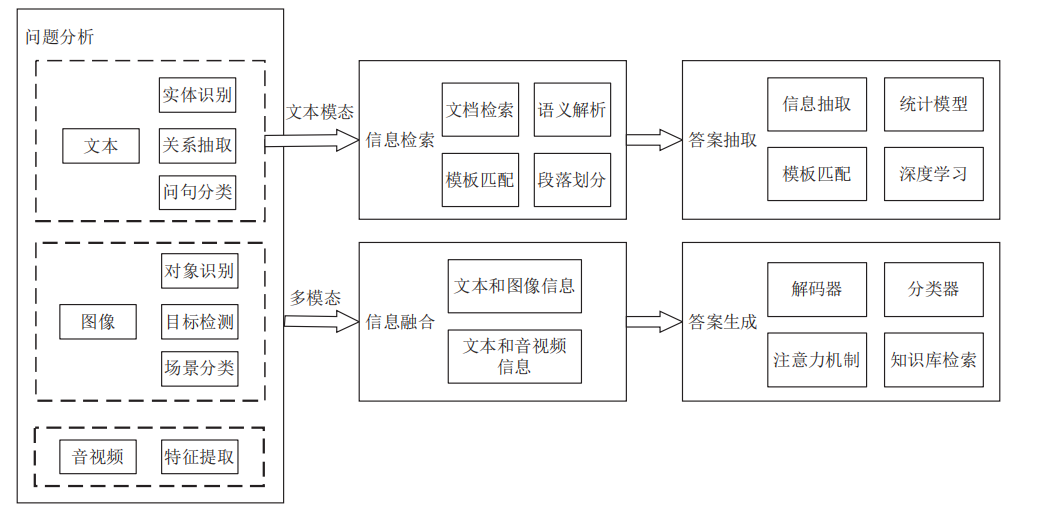 问题分析
实体识别
文本
关系抽取
问句分类
对象识别
图像
目标检测
场景分类
音视频
特征提取
文本模态
信息检索
文档检索
语义解析
模板匹配
段落划分
答案抽取
信息抽取
统计模型
模板匹配
深度学习
多模态
信息融合
文本和图像信息
文本和音视频
信息
答案生成
解码器
分类器
注意力机制
知识库检索